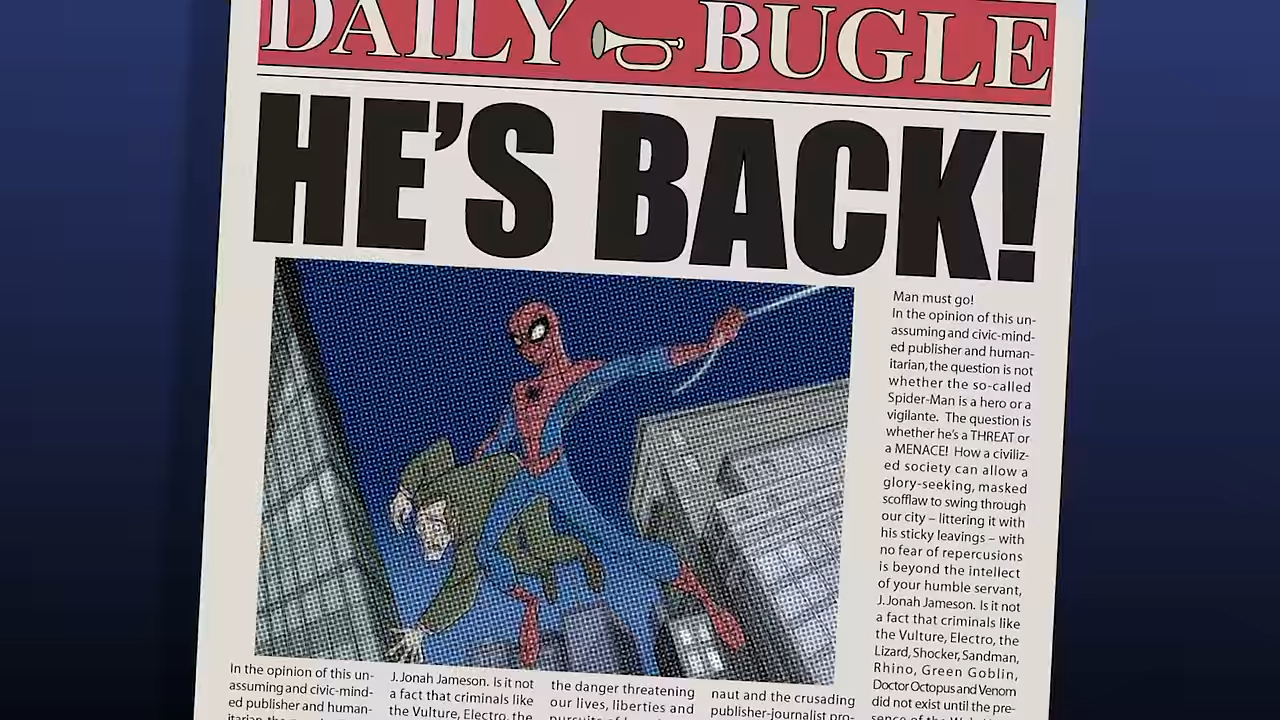 DAILY BUGLE
HE'S BACK!
Man must go!
In the opinion of this un-
assuming and civic-mind-
ed publisher and human-
itarian, the question is not
whether the so-called
Spider-Man is a hero or a
vigilante. The question is
whether he's a THREAT or
a MENACE! How a civiliz-
ed society can allow a
glory-seeking, masked
scofflaw to swing through
our city – littering it with
his sticky leavings – with
no fear of repercusions
is beyond the intellect
of your humble servant,
J. Jonah Jameson. Is it not
a fact that criminals like
the Vulture, Electro, the
Lizard, Shocker, Sandman,
Rhino, Green Goblin,
Doctor Octopus and Venom
did not exist until the pre-
sence of the
In the opinion of this un-
assuming and civic-mind-
ed publisher and human-
itarian, the
J. Jonah Jameson. Is it not
a fact that criminals like
the Vulture, Electro, the
the danger threatening
our lives, liberties and
pursuits of
naut and the crusading
publisher-journalist pro-